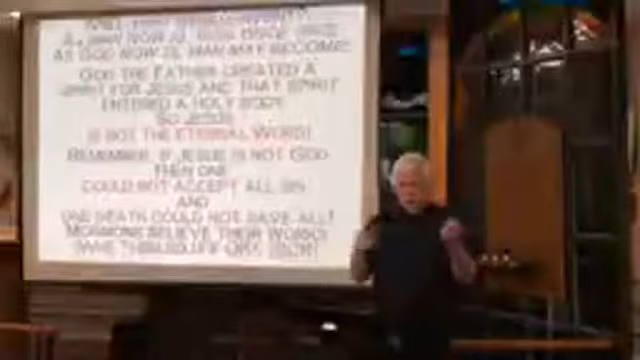 AS GOD NOW IS, MAN MAY BECOME!
GOD THE FATHER CREATED A
SPIRIT FOR JESUS AND THAT SPIRIT
ENTERED A HOLY BODY
SO JESUS
IS NOT THE ETERNAL WORD!
REMEMBER, IF JESUS IS NOT GOD
THEN ONE
COULD NOT ACCEPT ALL SIN
AND
ONE DEATH COULD NOT SAVE ALL!
MORMONS BELIEVE THEIR WORKS